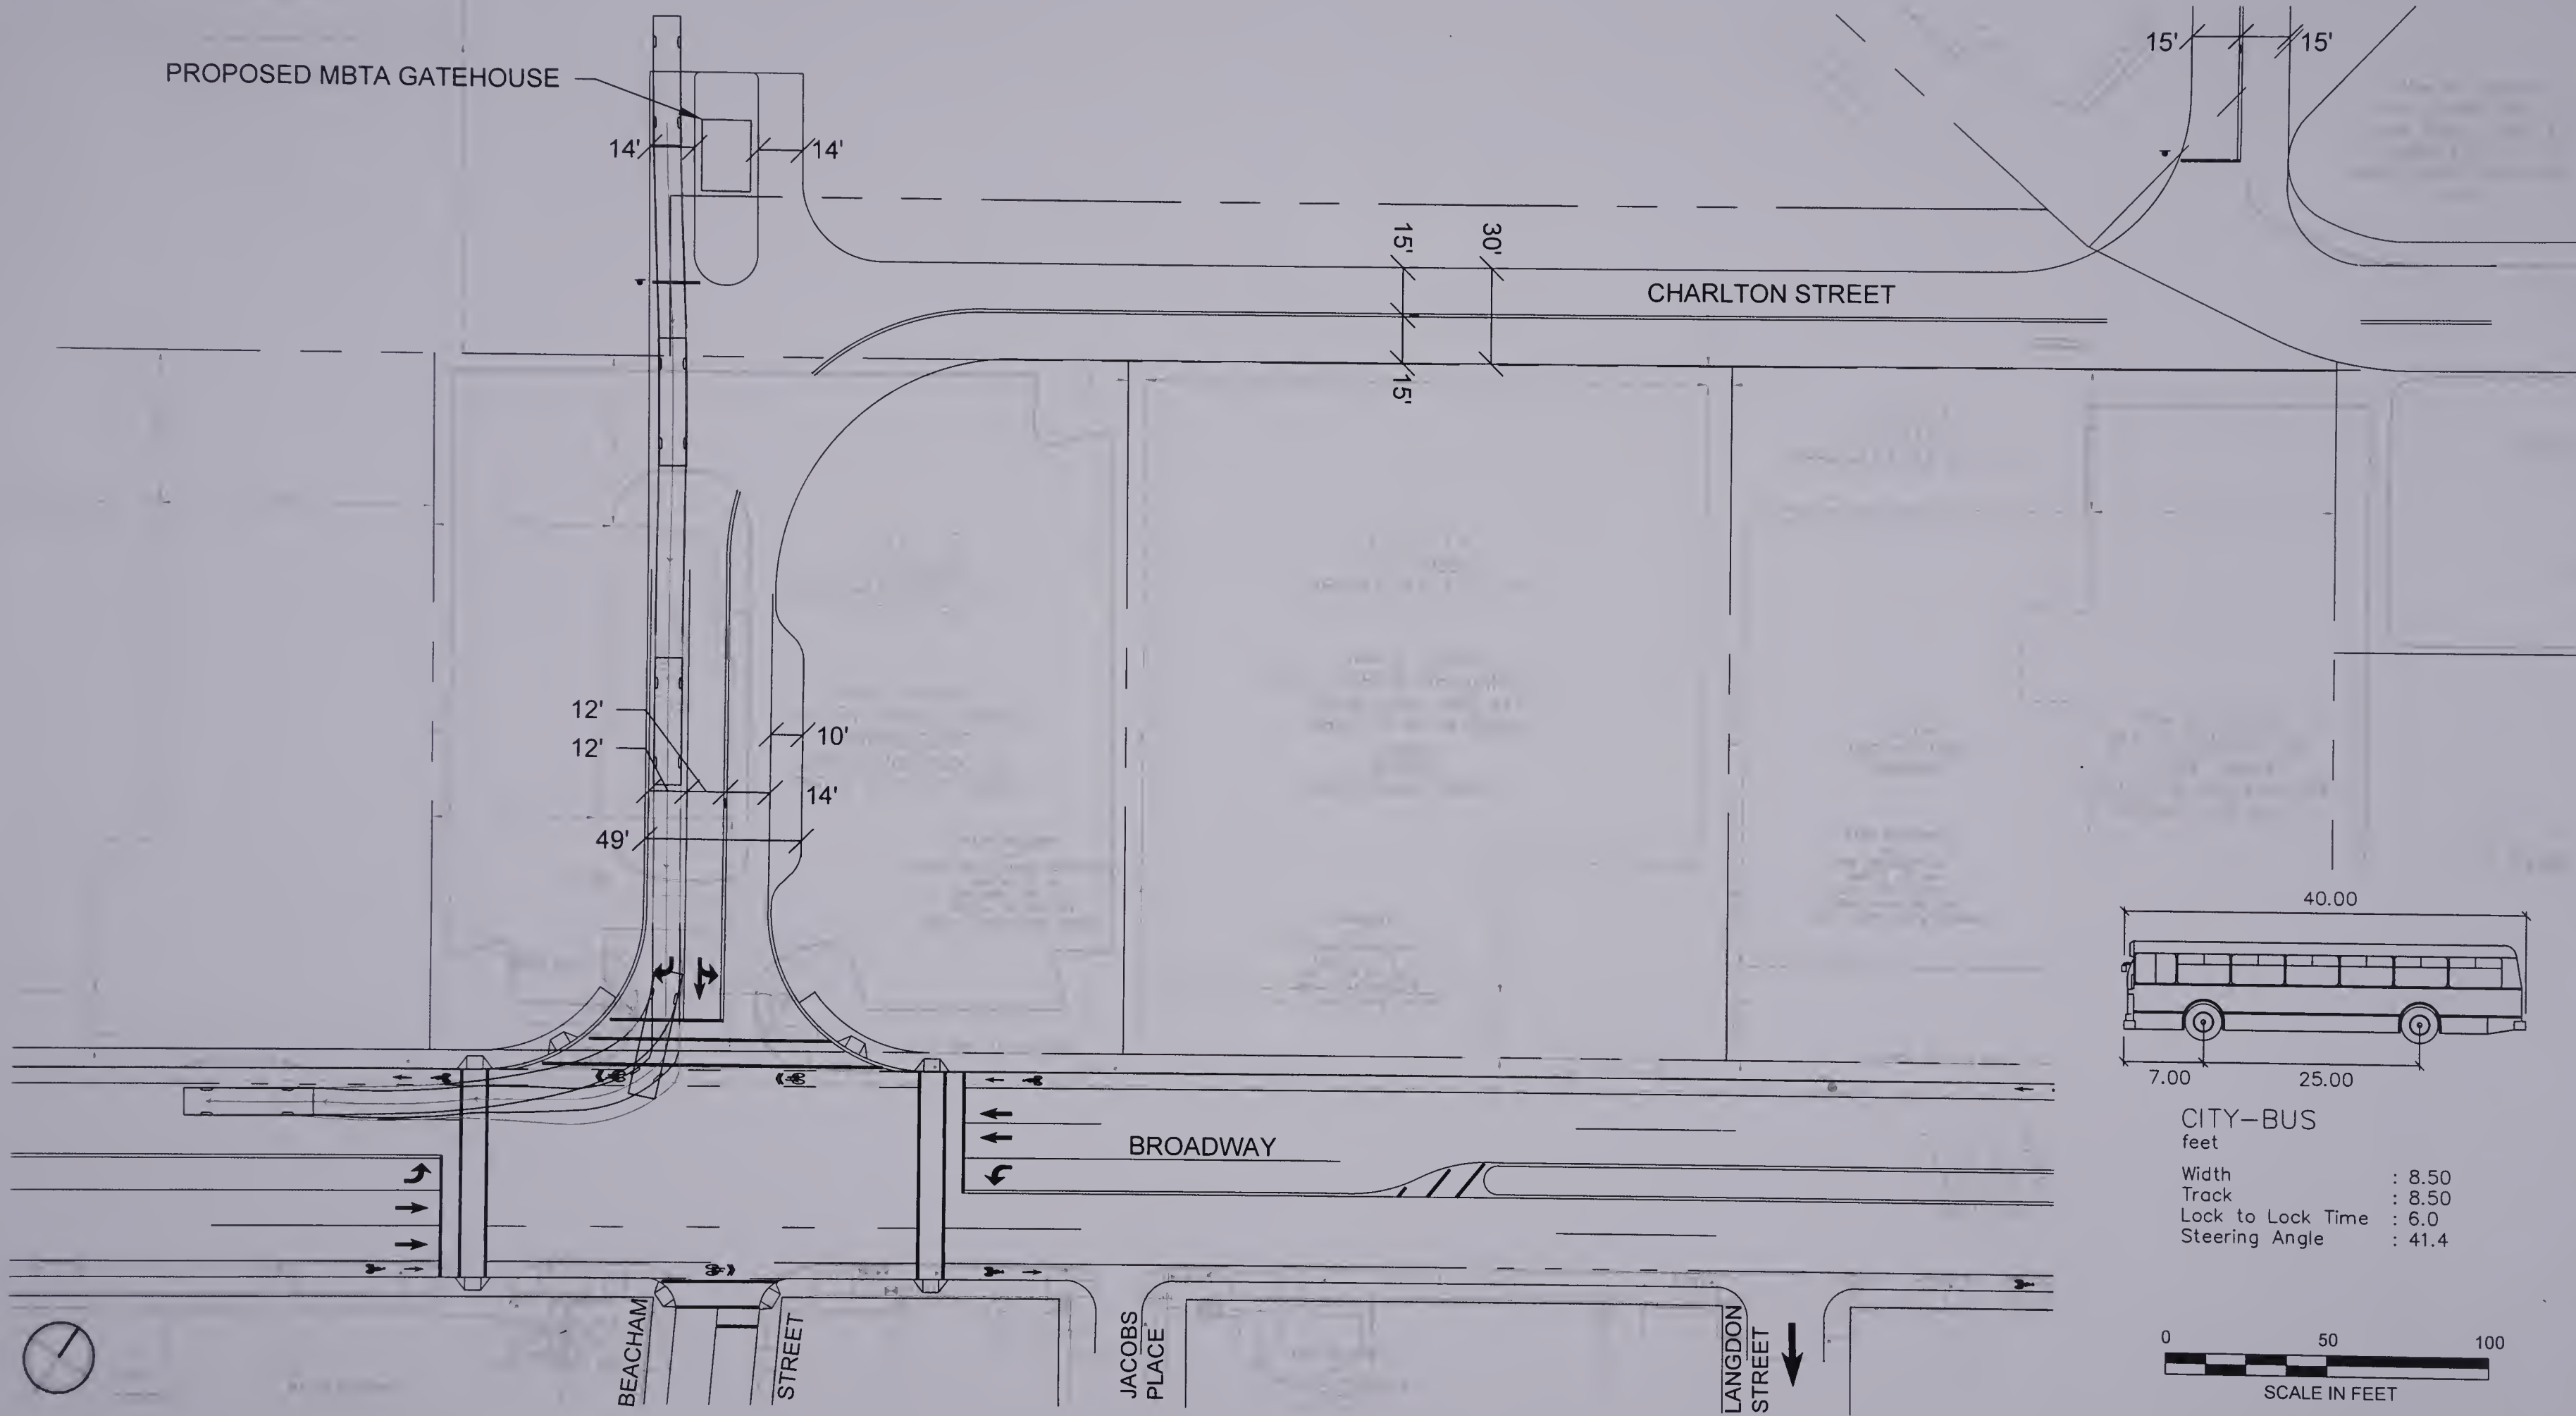 15'
15'
PROPOSED MBTA GATEHOUSE
14'
14'
15'
30'
CHARLTON STREET
15'
12'
12'
10'
14'
49'
40.00
7.00
25.00
CITY-BUS
feet
Width : 8.50
Track : 8.50
Lock to Lock Time : 6.0
Steering Angle : 41.4
BROADWAY
BEACHAM
STREET
JACOBS
PLACE
LANGDON
STREET
0 50 100
SCALE IN FEET